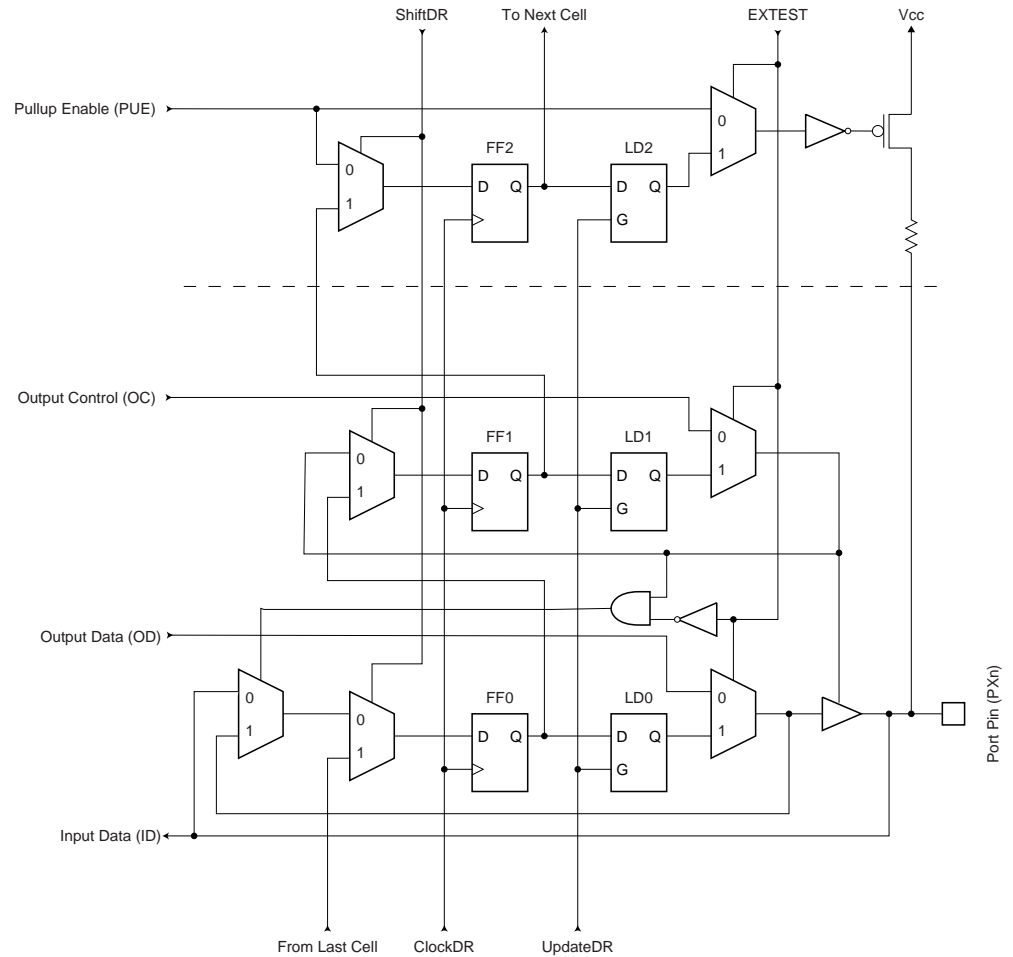 ShiftDR
To Next Cell
EXTEST
Vcc
Pullup Enable (PUE)
0
1
FF2
D Q
LD2
D Q
G
0
1
Output Control (OC)
0
1
FF1
D Q
LD1
D Q
G
0
1
Output Data (OD)
0
1
0
1
FF0
D Q
LD0
D Q
G
0
1
Port Pin (PXn)
Input Data (ID)
From Last Cell
ClockDR
UpdateDR